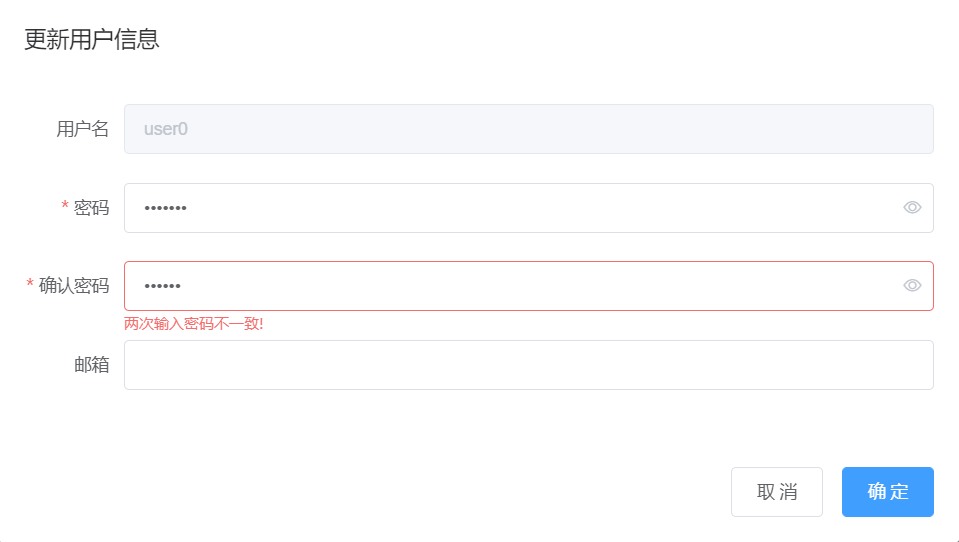 更新用户信息
用户名 user0
* 密码 •••••••
* 确认密码 ••••••
两次输入密码不一致!
邮箱
取消 确定